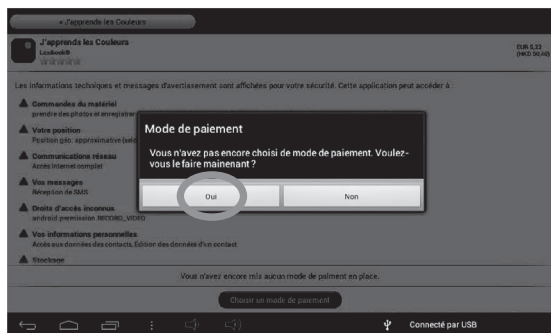 « J'apprends les Couleurs
J'apprends les Couleurs
Lexibook®
EUR 5,23
(HKD 50,40)
Les informations techniques et messages d'avertissement sont affichées pour votre sécurité. Cette application peut accéder à :
Commandes du matériel
prendre des photos et enregistrer
Votre position
Position géo. approximative
Communications réseau
Accès Internet complet
Vos messages
Réception de SMS
Droits d'accès inconnus
android.permission.RECORD_VIDEO
Vos informations personnelles
Accès aux données des contacts, Édition des données d'un contact
Stockage
Mode de paiement
Vous n'avez pas encore choisi de mode de paiement. Voulez-
vous le faire mainenant ?
Oui
Non
Vous n'avez encore mis aucun mode de paiment en place.
Choisir un mode de paiement
Connecté par USB